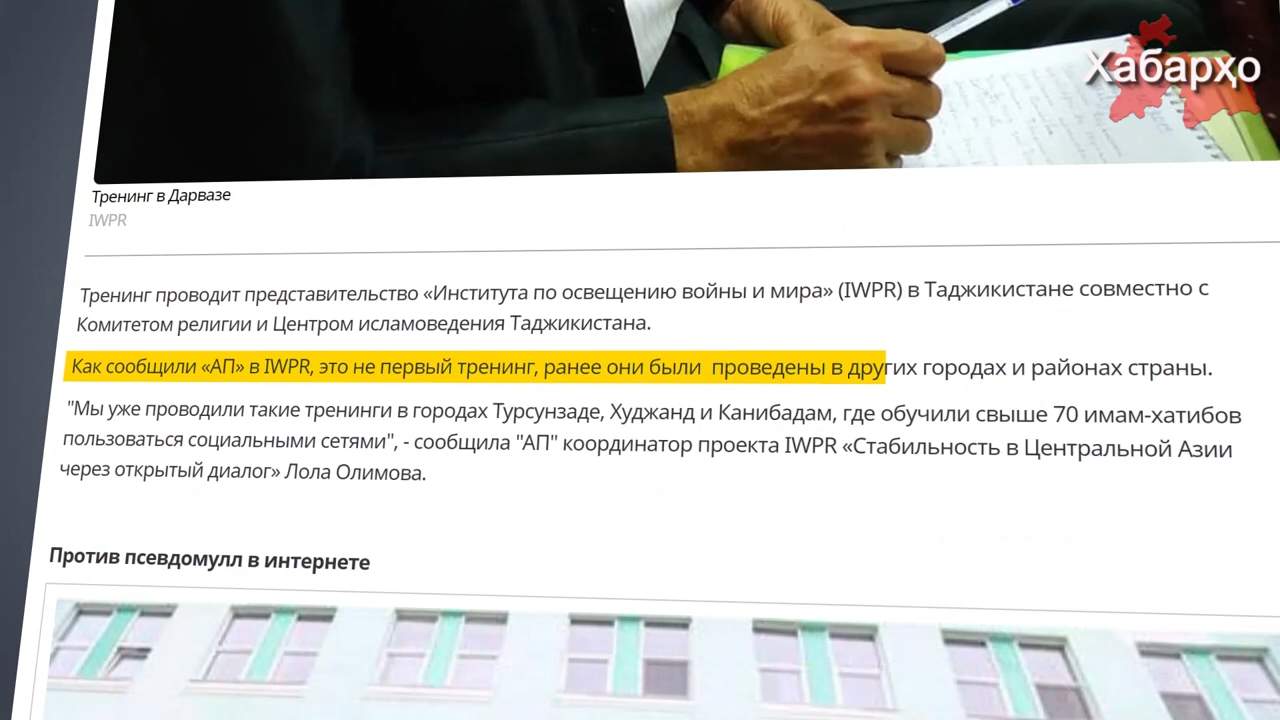 Хабарҳо
Тренинг в Дарвазе
IWPR
Тренинг проводит представительство «Института по освещению войны и мира» (IWPR) в Таджикистане совместно с
Комитетом религии и Центром исламоведения Таджикистана.
Как сообщили «АП» в IWPR, это не первый тренинг, ранее они были проведены в других городах и районах страны.
"Мы уже проводили такие тренинги в городах Турсунзаде, Худжанд и Канибадам, где обучили свыше 70 имам-хатибов
пользоваться социальными сетями", - сообщила "АП" координатор проекта IWPR «Стабильность в Центральной Азии
через открытый диалог» Лола Олимова.
Против псевдомулл в интернете